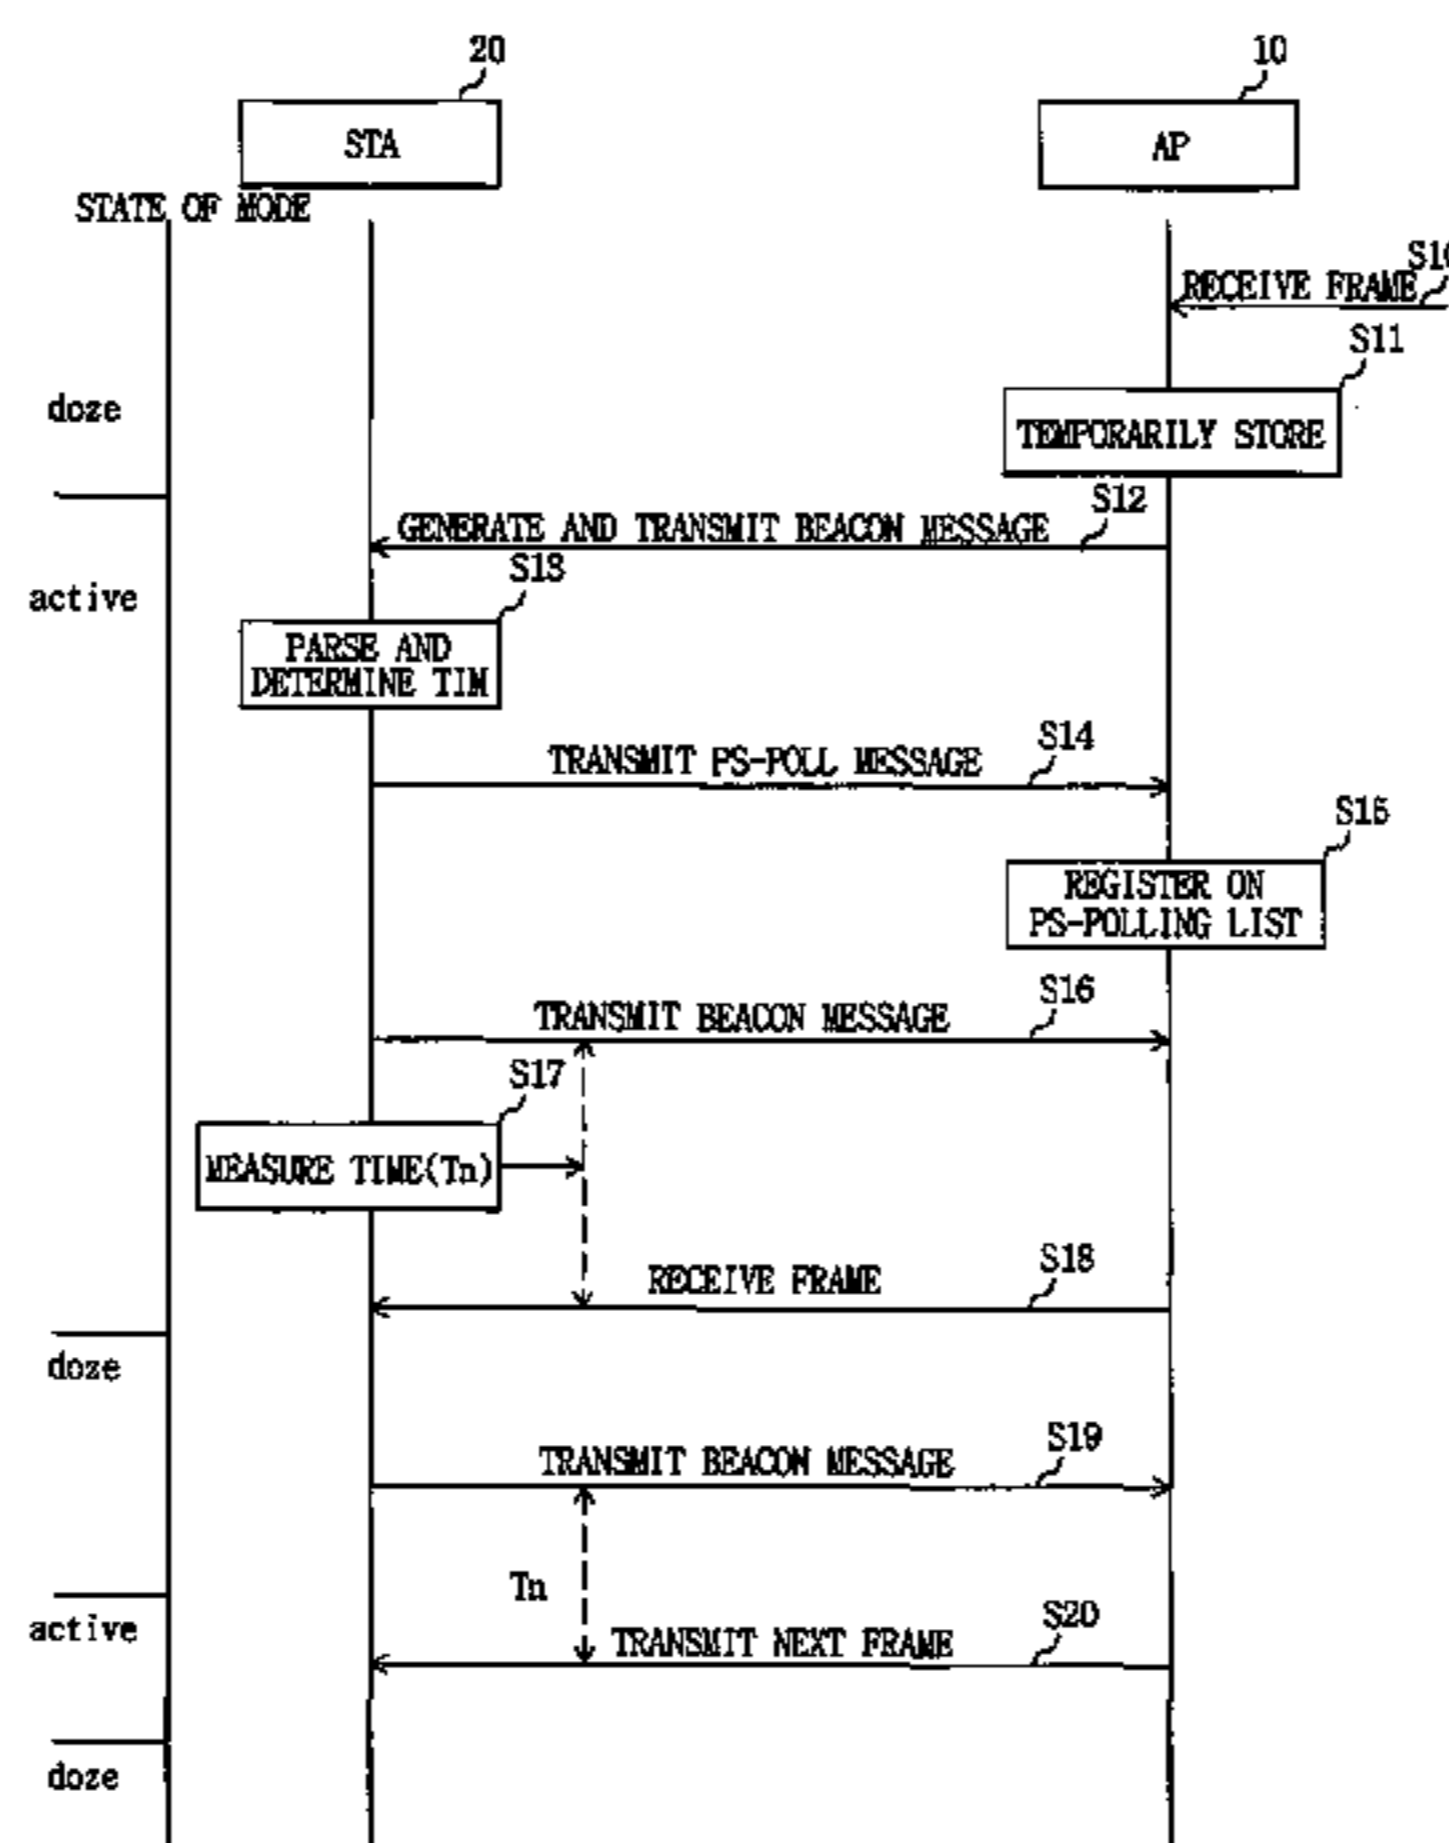 20
10
STA
AP
STATE OF MODE
RECEIVE FRAME
S11
doze
TEMPORARILY STORE
S12
GENERATE AND TRANSMIT BEACON MESSAGE
S13
active
PARSE AND
DETERMINE TIM
S14
TRANSMIT PS-POLL MESSAGE
S15
REGISTER ON
PS-POLLING LIST
S16
TRANSMIT BEACON MESSAGE
S17
MEASURE TIME(Tn)
S18
RECEIVE FRAME
doze
S19
TRANSMIT BEACON MESSAGE
Tn
active
S20
TRANSMIT NEXT FRAME
doze